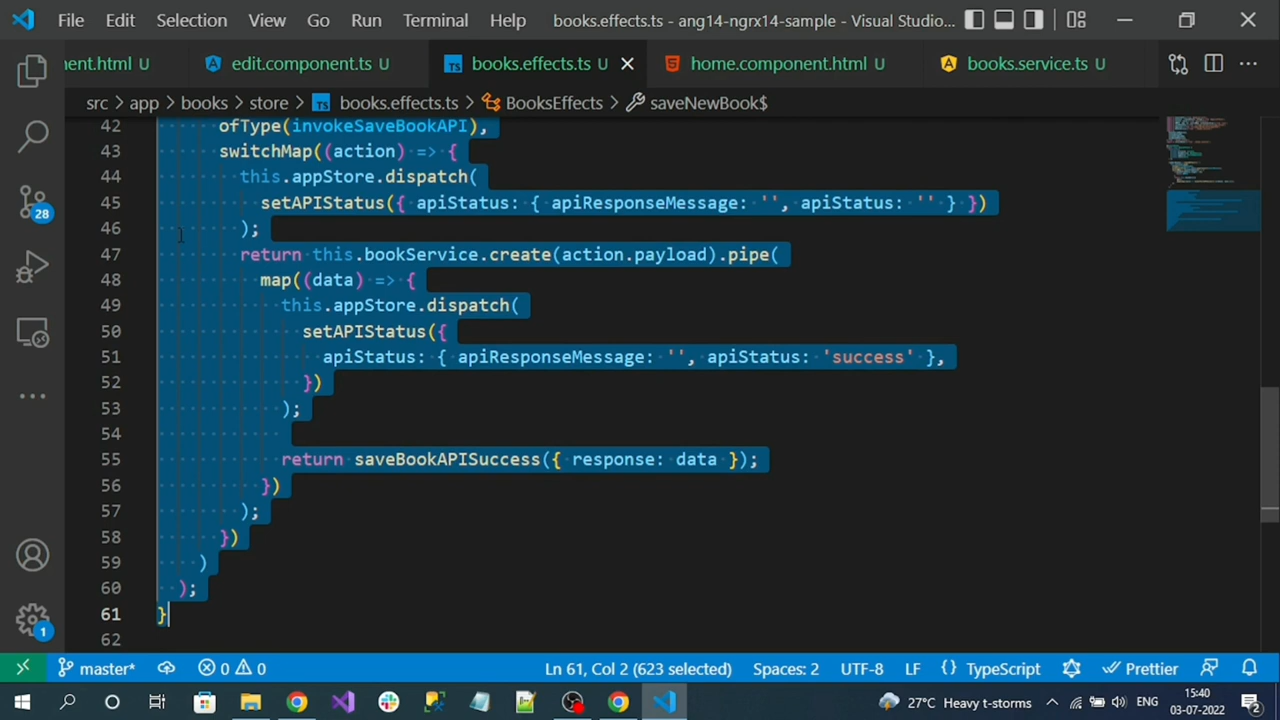 File Edit Selection View Go Run Terminal Help books.effects.ts - ang14-ngrx14-sample - Visual Studio...
nent.html U edit.component.ts U TS books.effects.ts U home.component.html U books.service.ts U
src > app > books > store > TS books.effects.ts > BooksEffects > saveNewBook$
42 ofType(invokeSaveBookAPI),
43 switchMap((action) => {
44 this.appStore.dispatch(
45 setAPIStatus({ apiStatus: { apiResponseMessage: '', apiStatus: '' } })
46 );
47 return this.bookService.create(action.payload).pipe(
48 map((data) => {
49 this.appStore.dispatch(
50 setAPIStatus({
51 apiStatus: { apiResponseMessage: '', apiStatus: 'success' },
52 })
53 );
54
55 return saveBookAPISuccess({ response: data });
56 })
57 );
58 })
59 )
60 );
61 }
62
28
1
master* 0 0 Ln 61, Col 2 (623 selected) Spaces: 2 UTF-8 LF {} TypeScript Prettier
27°C Heavy t-storms ENG 15:40
03-07-2022 2